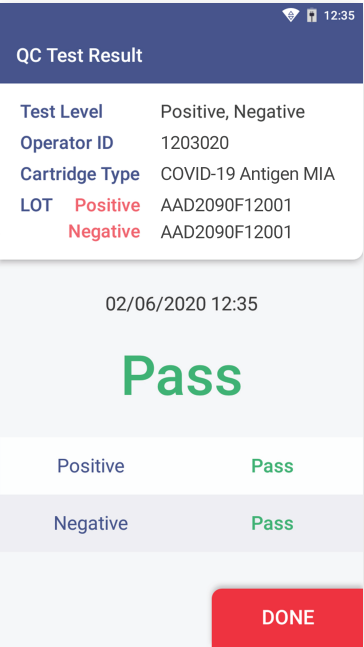 12:35
QC Test Result
Test Level Positive, Negative
Operator ID 1203020
Cartridge Type COVID-19 Antigen MIA
LOT Positive AAD2090F12001
Negative AAD2090F12001
02/06/2020 12:35
Pass
Positive Pass
Negative Pass
DONE